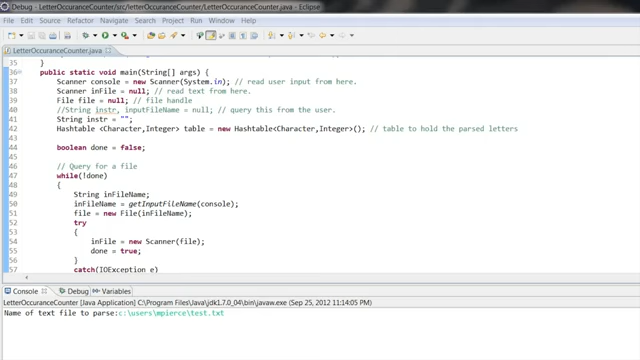 Debug - LetterOccuranceCounter/src/letterOccuranceCounter/LetterOccuranceCounter.java - Eclipse
File Edit Source Refactor Navigate Search Project Run Window Help
LetterOccuranceCounter.java
35 }
36 public static void main(String[] args) {
37 Scanner console = new Scanner(System.in); // read user input from here.
38 Scanner inFile = null; // read text from here.
39 File file = null; // file handle
40 //String instr, inputFileName = null; // query this from the user.
41 String instr = "";
42 Hashtable <Character,Integer> table = new Hashtable<Character,Integer>(); // table to hold the parsed letters
43
44 boolean done = false;
45
46 // Query for a file
47 while(!done)
48 {
49 String inFileName;
50 inFileName = getInputFileName(console);
51 file = new File(inFileName);
52 try
53 {
54 inFile = new Scanner(file);
55 done = true;
56 }
57 catch(IOException e)
Console Debug Variables
LetterOccuranceCounter [Java Application] C:\Program Files\Java\jdk1.7.0_04\bin\javaw.exe (Sep 25, 2012 11:14:05 PM)
Name of text file to parse:c:\users\mpierce\test.txt